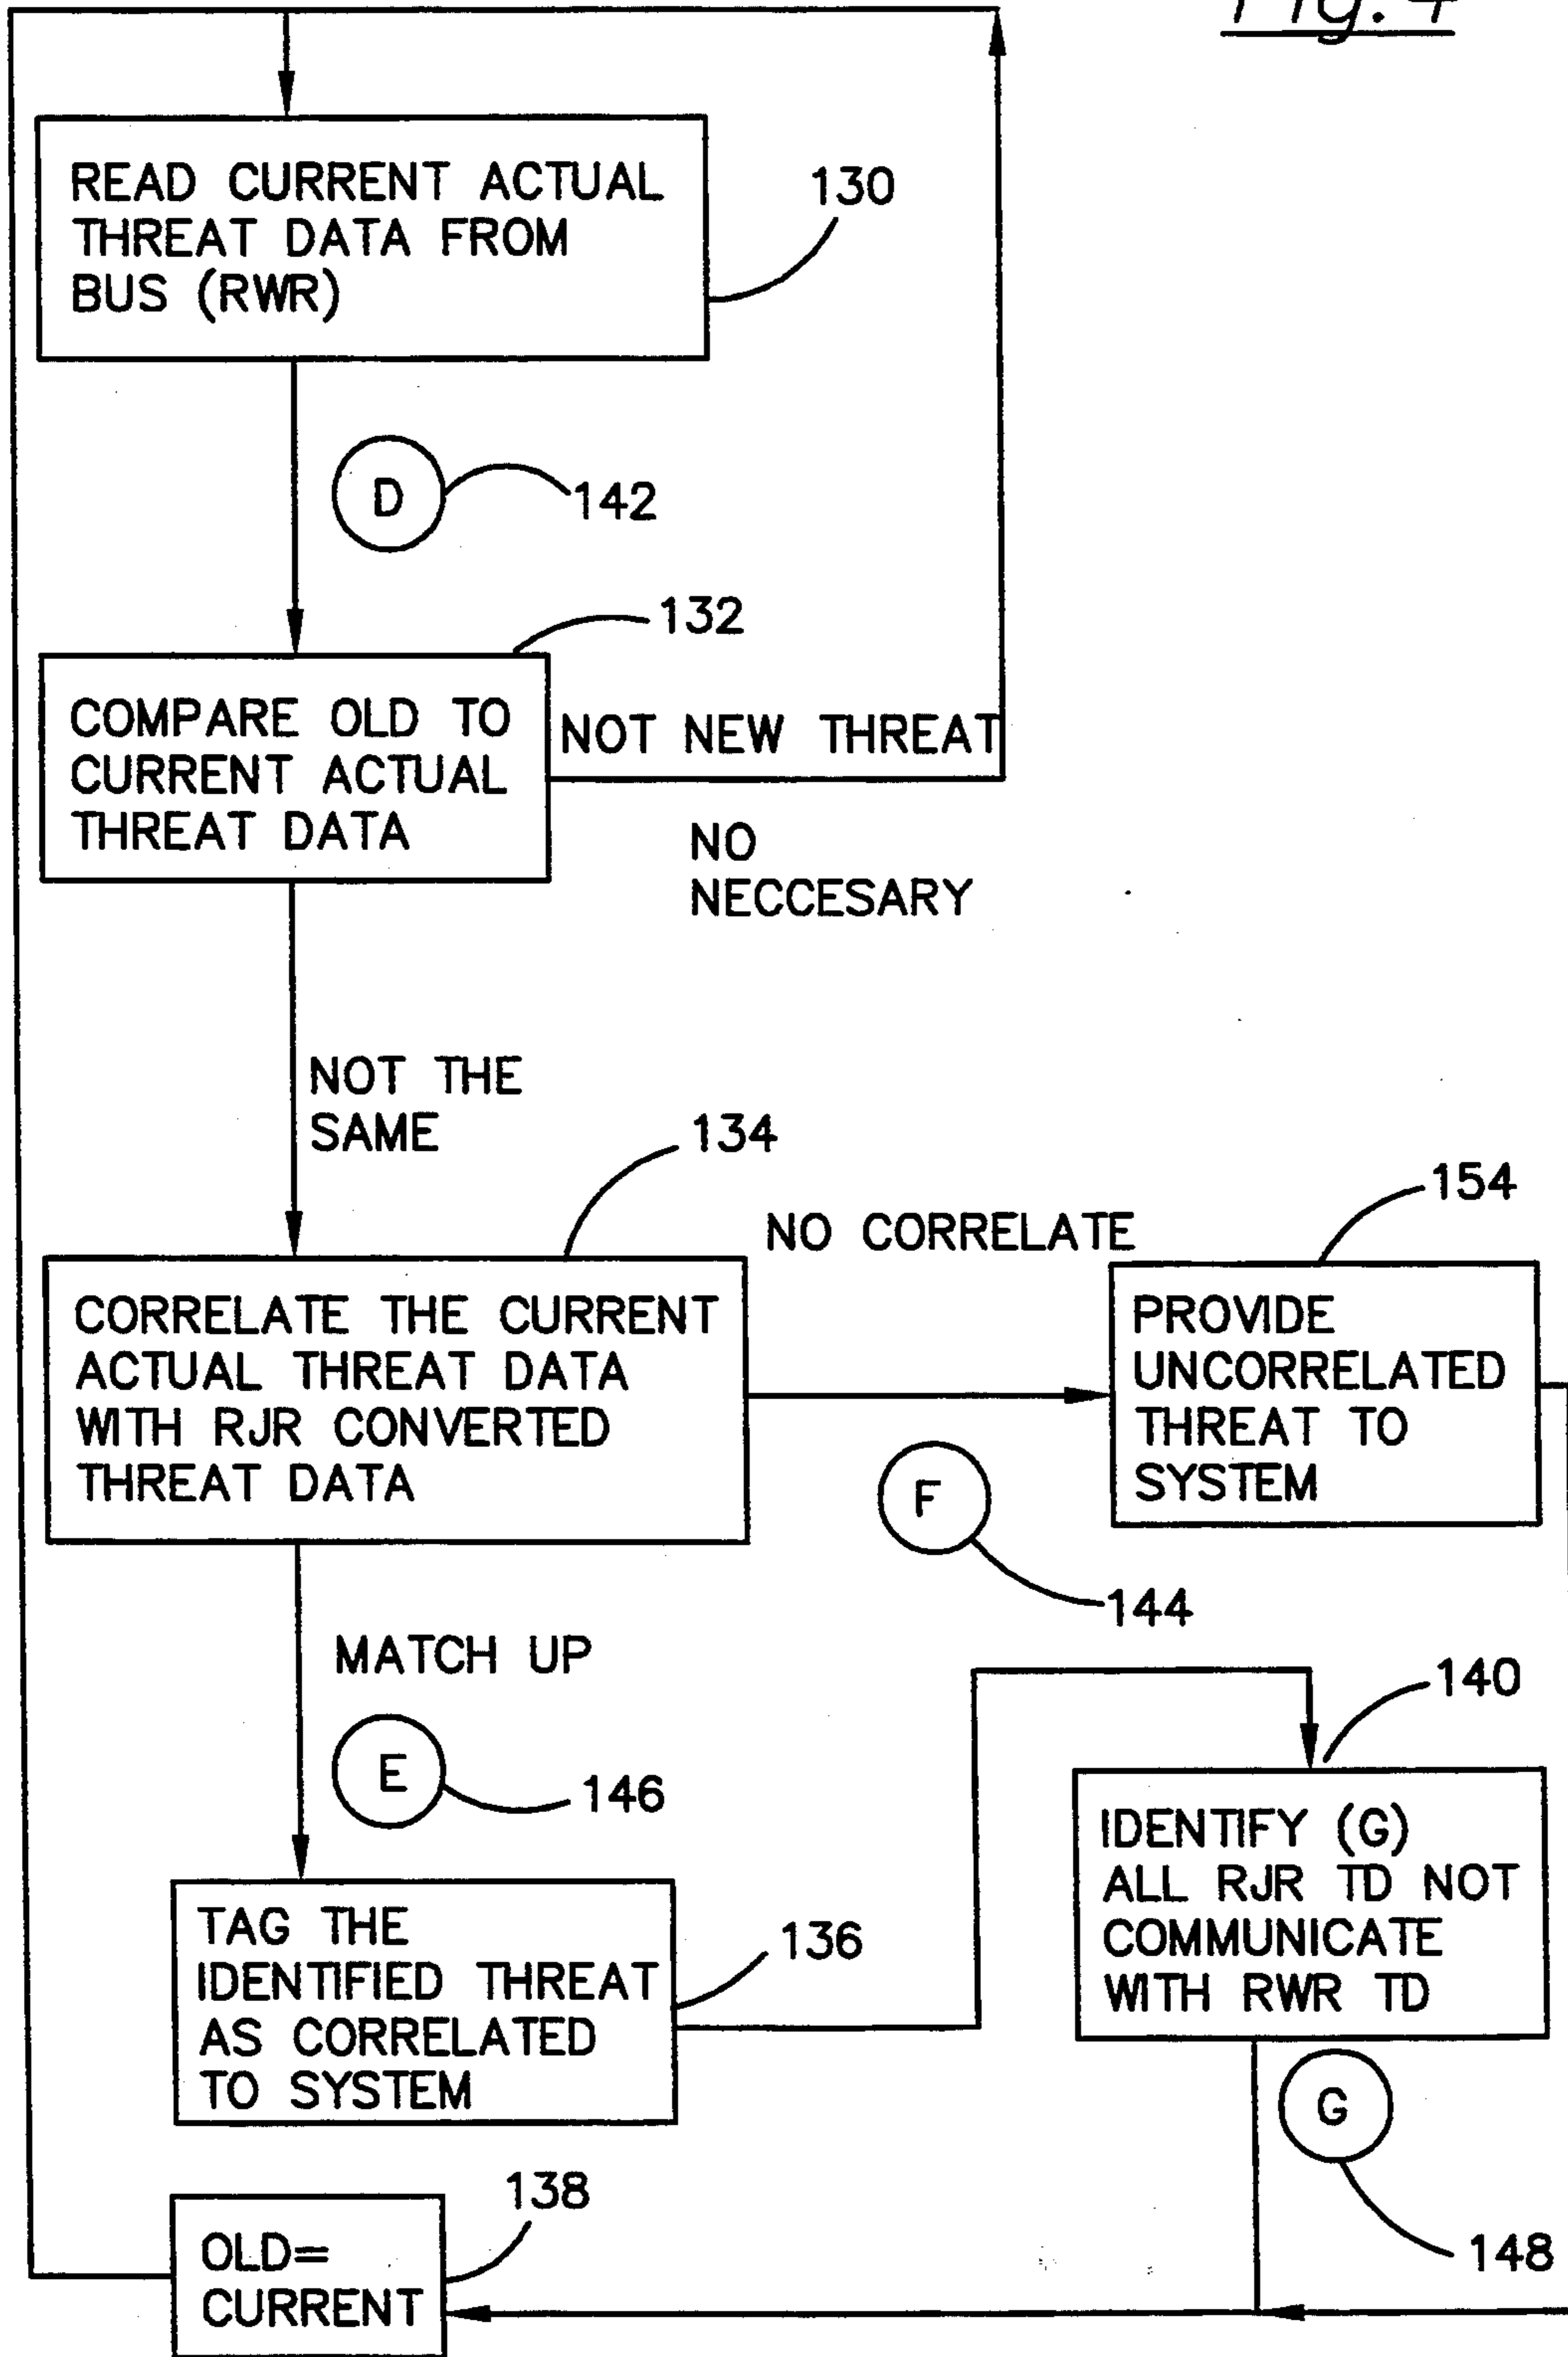 Fig. 4
READ CURRENT ACTUAL
THREAT DATA FROM
BUS (RWR)
130
D
142
132
COMPARE OLD TO
CURRENT ACTUAL
THREAT DATA
NOT NEW THREAT
NO
NECCESARY
NOT THE
SAME
134
NO CORRELATE
154
CORRELATE THE CURRENT
ACTUAL THREAT DATA
WITH RJR CONVERTED
THREAT DATA
PROVIDE
UNCORRELATED
THREAT TO
SYSTEM
F
144
MATCH UP
E
146
140
TAG THE
IDENTIFIED THREAT
AS CORRELATED
TO SYSTEM
136
IDENTIFY (G)
ALL RJR TD NOT
COMMUNICATE
WITH RWR TD
G
148
138
OLD=
CURRENT